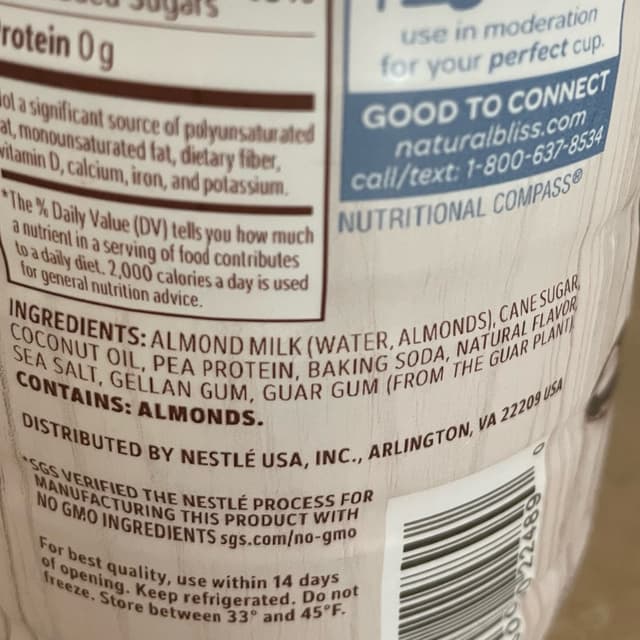 Sugars
Protein 0 g
Not a significant source of polyunsaturated
fat, monounsaturated fat, dietary fiber,
vitamin D, calcium, iron, and potassium.
*The % Daily Value (DV) tells you how much
a nutrient in a serving of food contributes
to a daily diet. 2,000 calories a day is used
for general nutrition advice.
use in moderation
for your perfect cup.
GOOD TO CONNECT
naturalbliss.com
call/text: 1-800-637-8534
NUTRITIONAL COMPASS®
INGREDIENTS: ALMOND MILK (WATER, ALMONDS), CANE SUGAR,
COCONUT OIL, PEA PROTEIN, BAKING SODA, NATURAL FLAVOR,
SEA SALT, GELLAN GUM, GUAR GUM (FROM THE GUAR PLANT).
CONTAINS: ALMONDS.
DISTRIBUTED BY NESTLÉ USA, INC., ARLINGTON, VA 22209 USA
*SGS VERIFIED THE NESTLÉ PROCESS FOR
MANUFACTURING THIS PRODUCT WITH
NO GMO INGREDIENTS sgs.com/no-gmo
For best quality, use within 14 days
of opening. Keep refrigerated. Do not
freeze. Store between 33° and 45°F.
22489
0